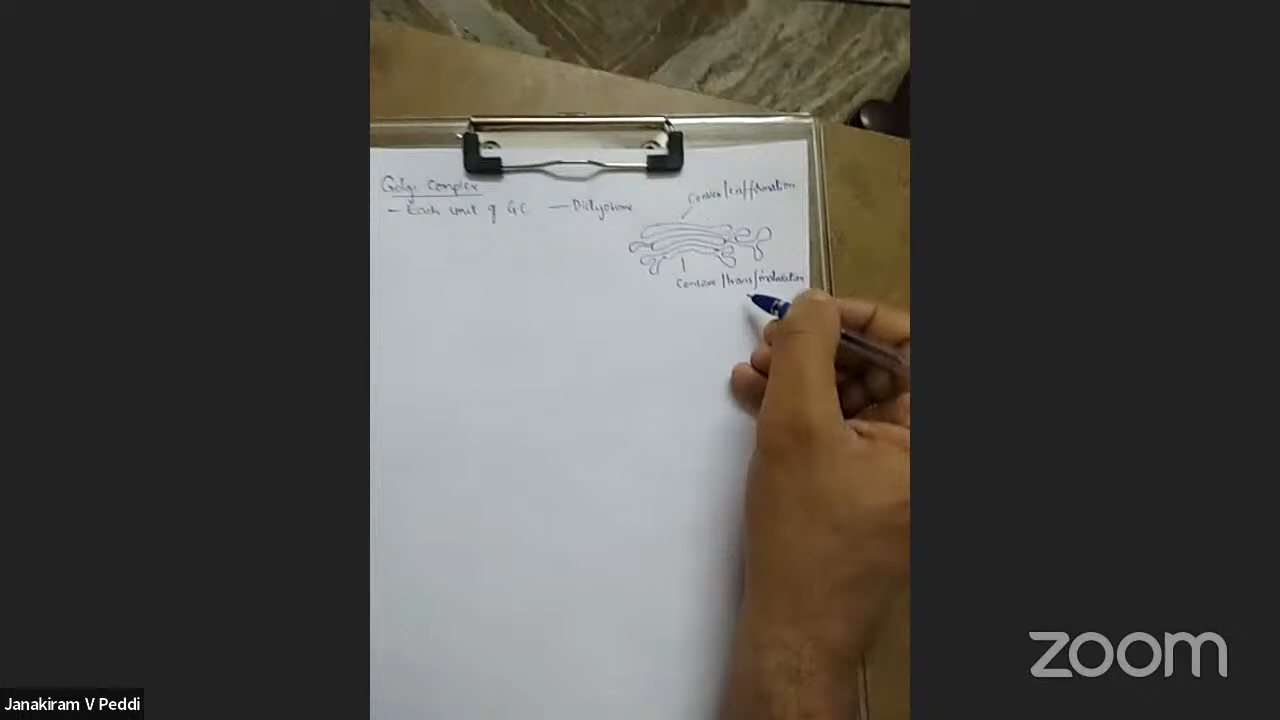 Golgi Complex
- Each unit of GC — Dictyosome
Convex/cis/formation
Concave/trans/maturation
zoom
Janakiram V Peddi